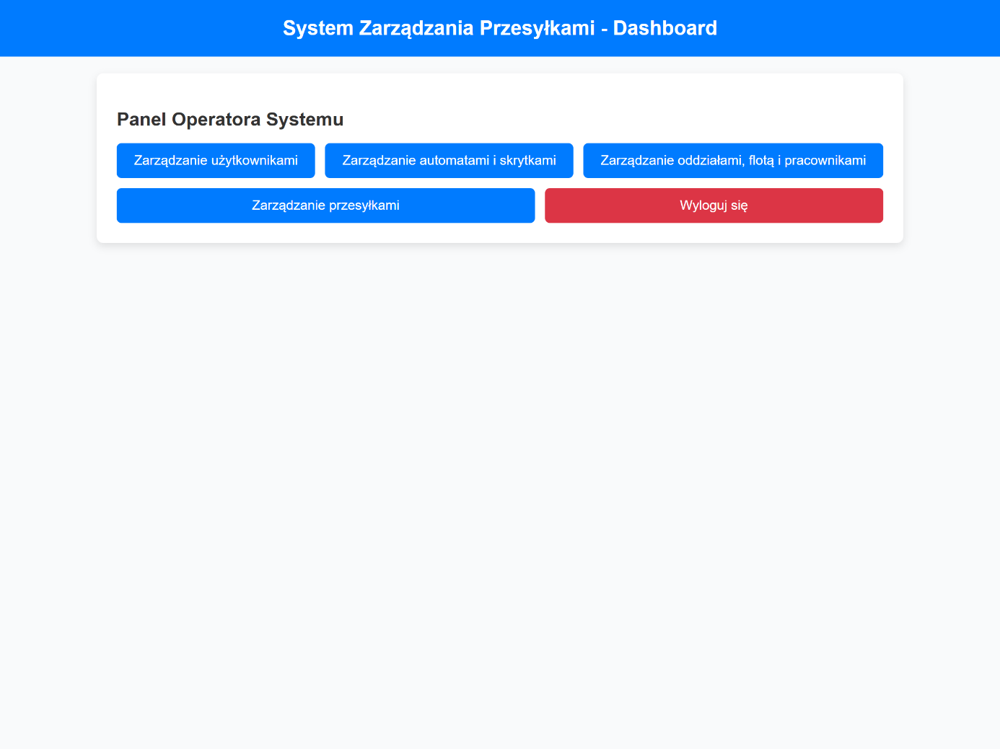 System Zarządzania Przesyłkami - Dashboard
Panel Operatora Systemu
Zarządzanie użytkownikami
Zarządzanie automatami i skrytkami
Zarządzanie oddziałami, flotą i pracownikami
Zarządzanie przesyłkami
Wyloguj się